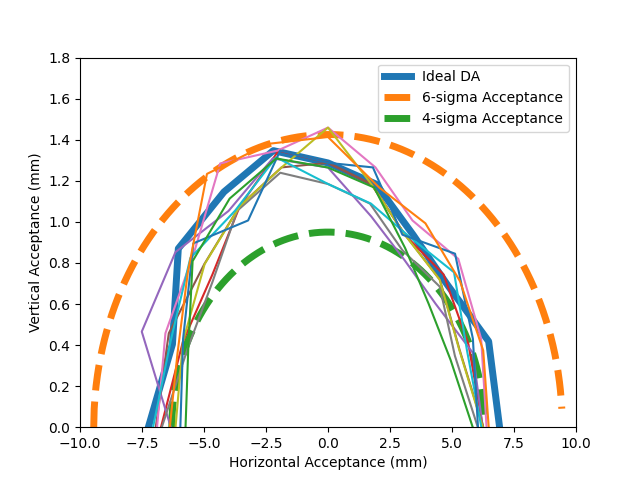 Ideal DA
6-sigma Acceptance
4-sigma Acceptance
1.8
1.6
1.4
1.2
1.0
0.8
0.6
0.4
0.2
0.0
Vertical Acceptance (mm)
−10.0 −7.5 −5.0 −2.5 0.0 2.5 5.0 7.5 10.0
Horizontal Acceptance (mm)